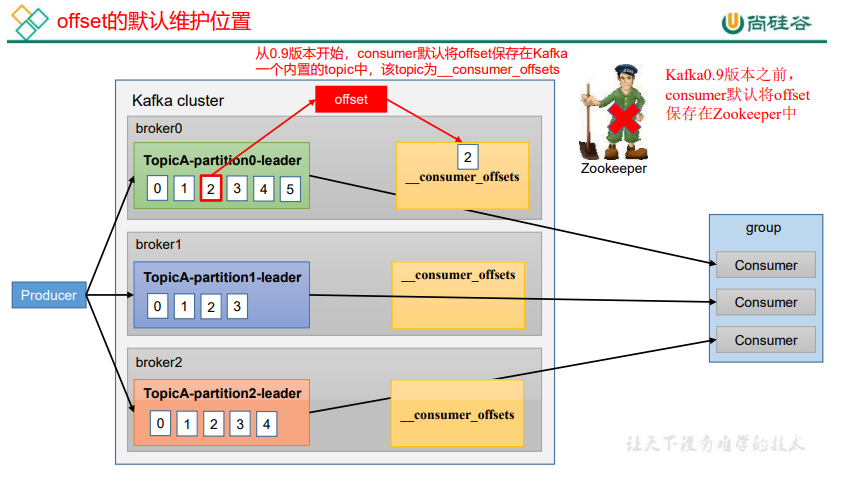 offset的默认维护位置
尚硅谷
从0.9版本开始，consumer默认将offset保存在Kafka
一个内置的topic中，该topic为__consumer_offsets
Kafka0.9版本之前，
consumer默认将offset
保存在Zookeeper中
Zookeeper
Kafka cluster
offset
broker0
TopicA-partition0-leader
0 1 2 3 4 5
2
__consumer_offsets
broker1
TopicA-partition1-leader
0 1 2 3
__consumer_offsets
broker2
TopicA-partition2-leader
0 1 2 3 4
__consumer_offsets
Producer
group
Consumer
Consumer
Consumer
让天下没有难学的技术